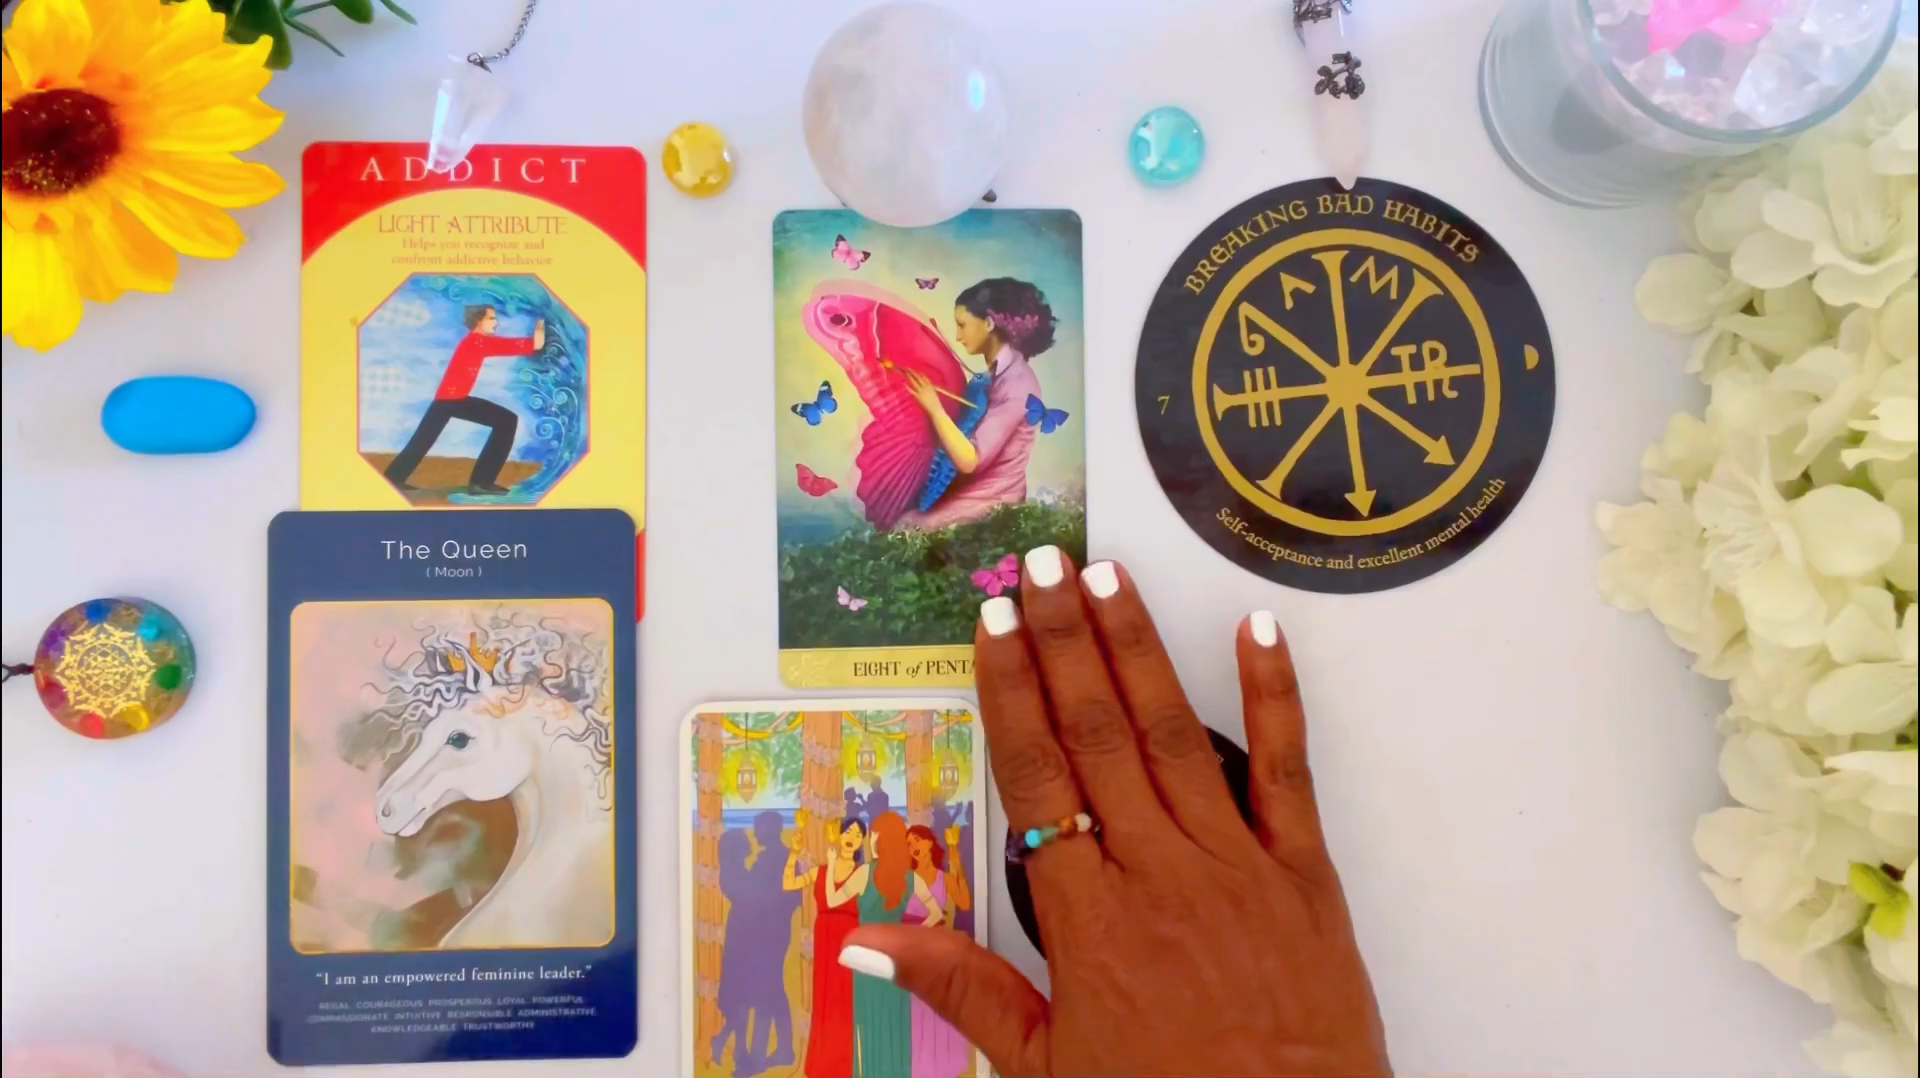 ADDICT
LIGHT ATTRIBUTE
Helps you recognize and
confront addictive behavior
The Queen
( Moon )
"I am an empowered feminine leader."
REGAL COURAGEOUS PROSPEROUS LOYAL POWERFUL
COMPASSIONATE INTUITIVE RESPONSIBLE ADMINISTRATIVE
KNOWLEDGEABLE TRUSTWORTHY
EIGHT of PENTA
BREAKING BAD HABITS
7
Self-acceptance and excellent mental health